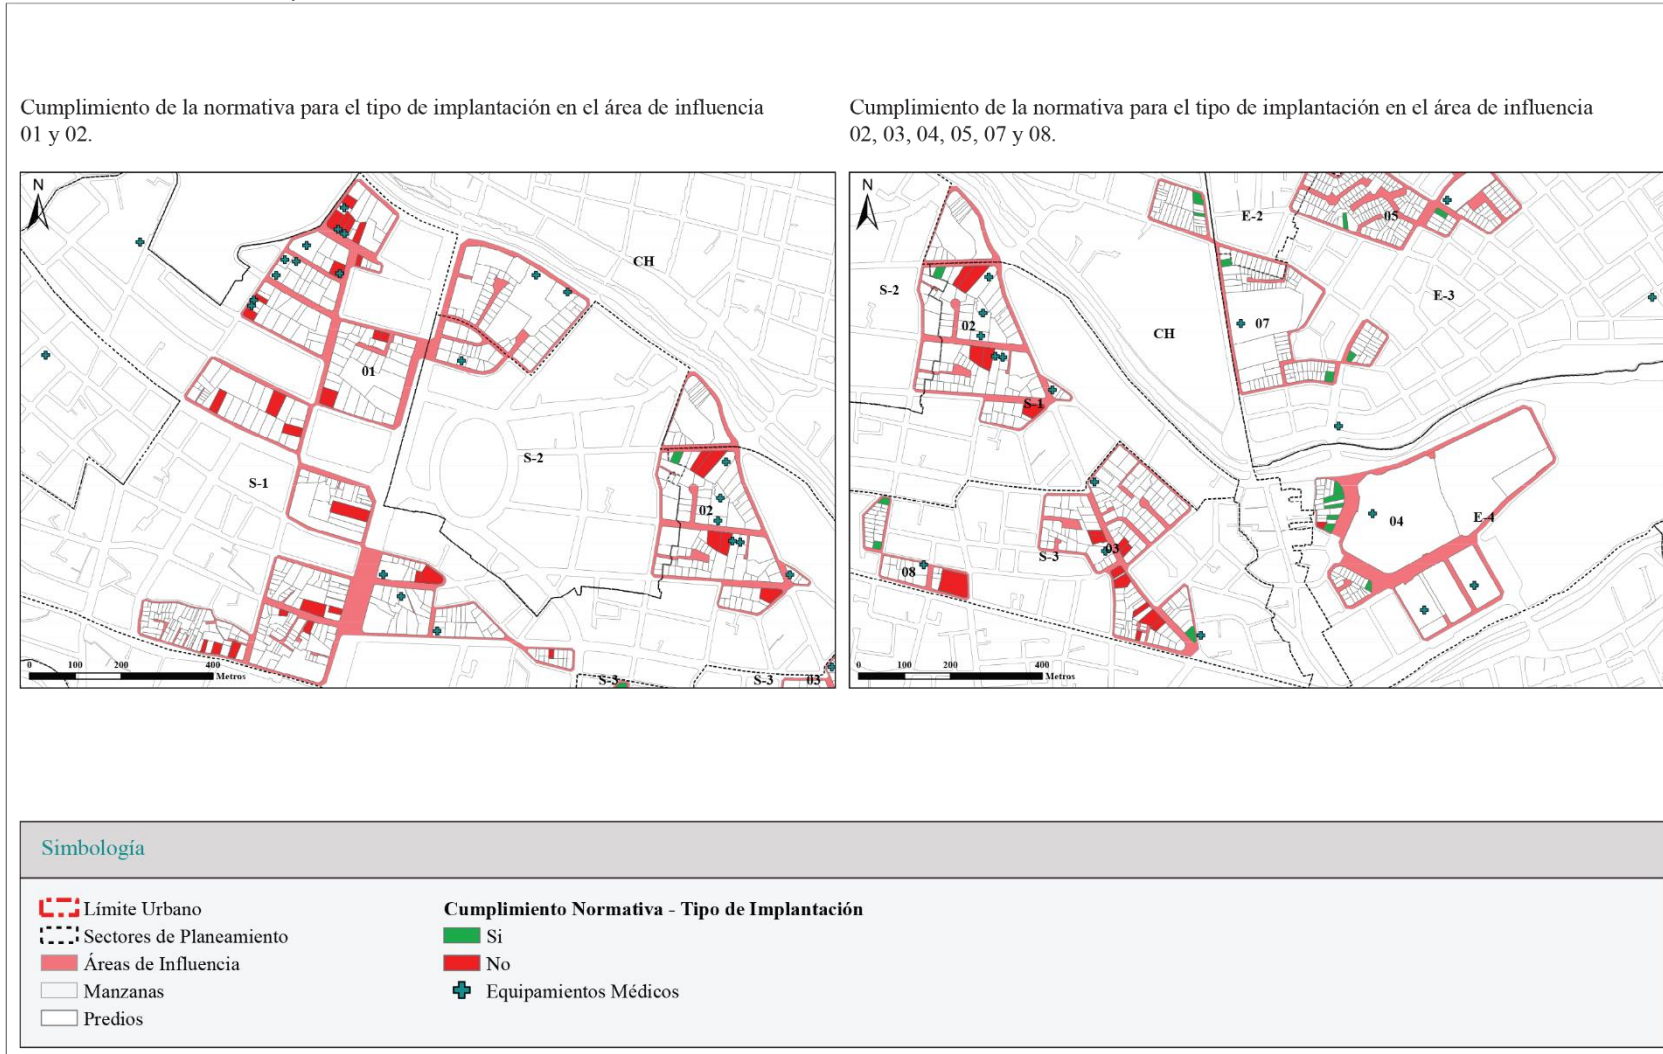 Cumplimiento de la normativa para el tipo de implantación en el área de influencia
01 y 02.
N
CH
01
S-2
S-1
02
S-3
S-3
03
0
100
200
400
Metros
Cumplimiento de la normativa para el tipo de implantación en el área de influencia
02, 03, 04, 05, 07 y 08.
N
E-2
05
S-2
E-3
02
CH
07
S-1
04
E-4
03
S-3
08
0
100
200
400
Metros
Simbología
Límite Urbano
Sectores de Planeamiento
Áreas de Influencia
Manzanas
Predios
Cumplimiento Normativa - Tipo de Implantación
Si
No
Equipamientos Médicos